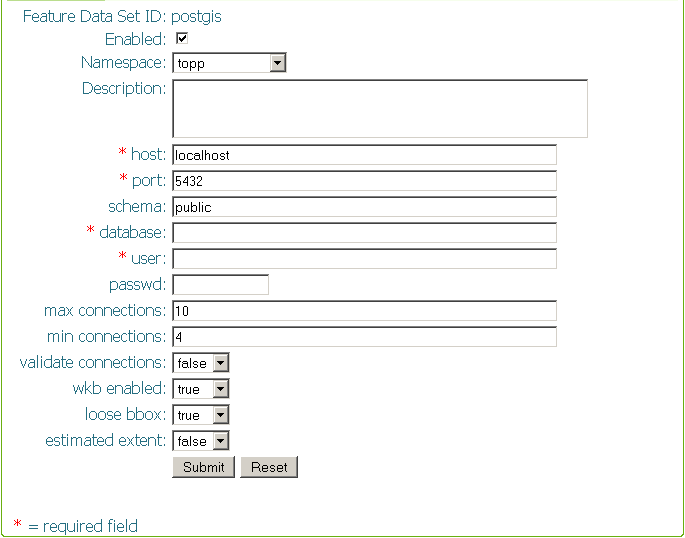 Feature Data Set ID: postgis
Enabled:
Namespace: topp
Description:
* host: localhost
* port: 5432
schema: public
* database:
* user:
passwd:
max connections: 10
min connections: 4
validate connections: false
wkb enabled: true
loose bbox: true
estimated extent: false
Submit Reset
* = required field